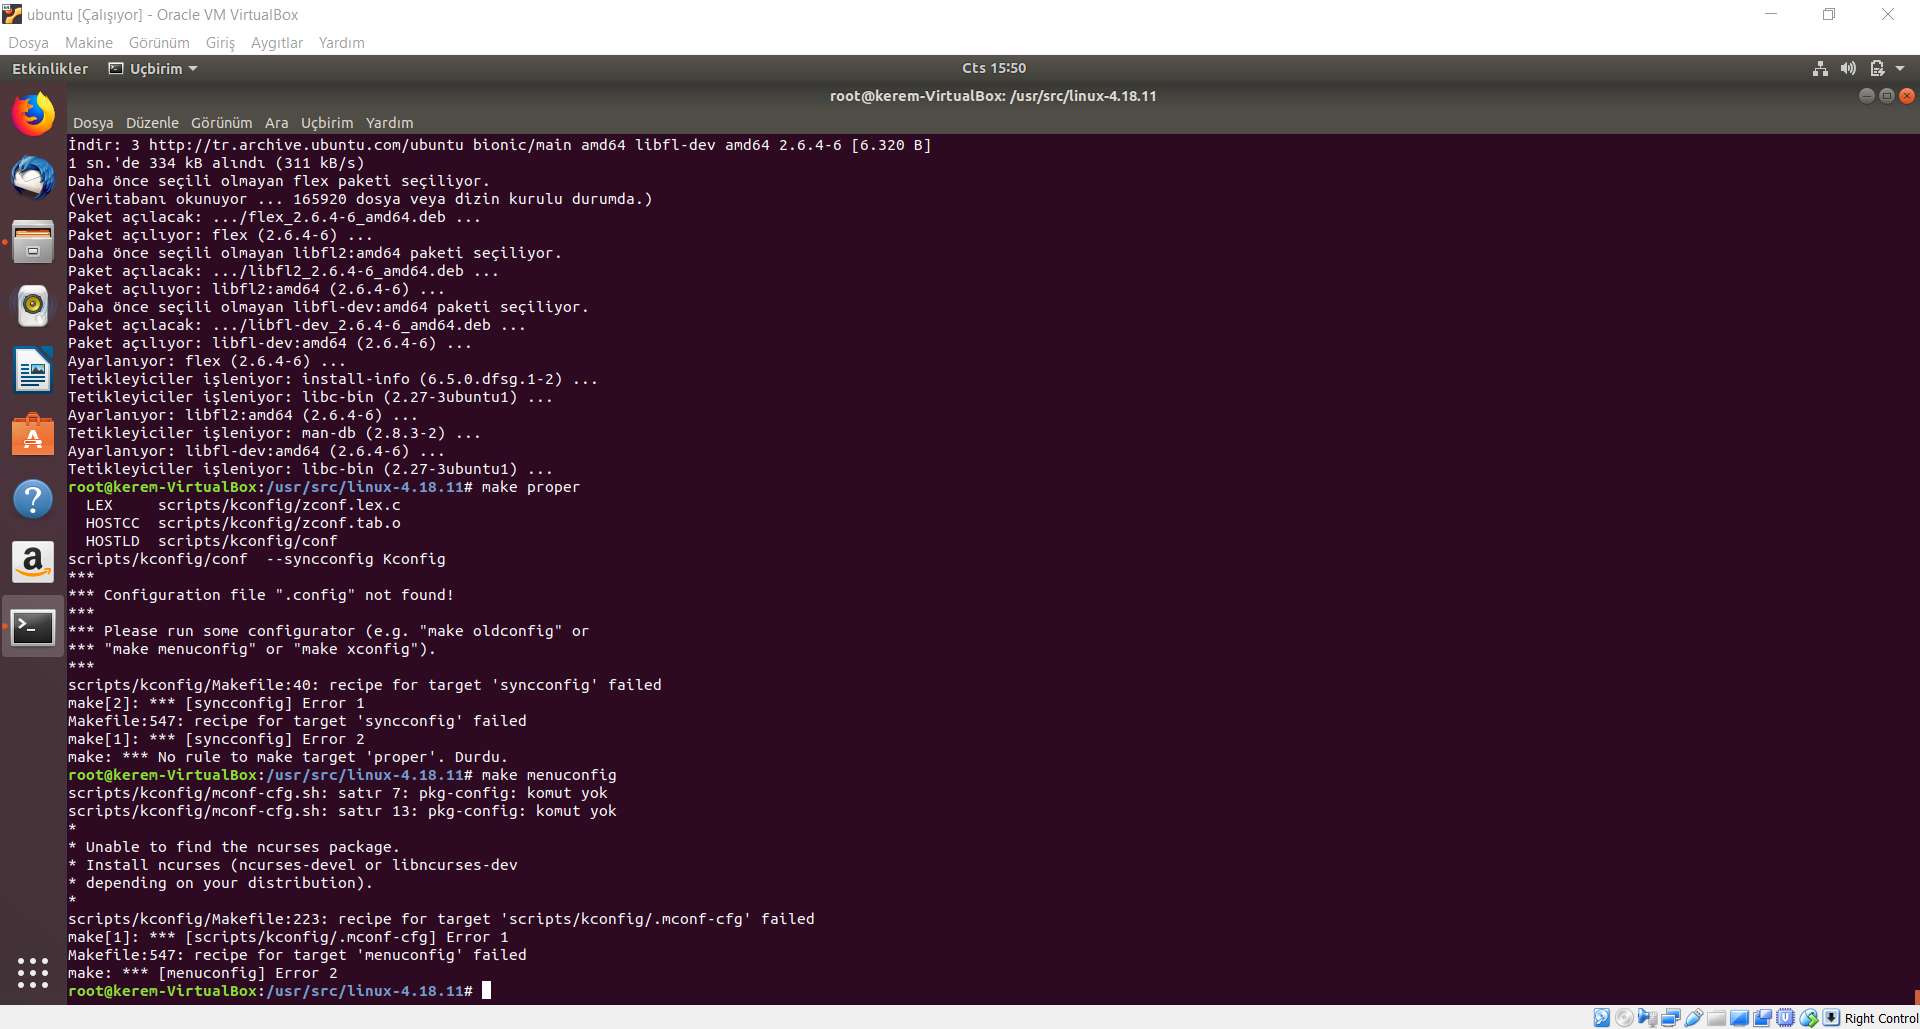 ubuntu [Çalışıyor] - Oracle VM VirtualBox
Dosya Makine Görünüm Giriş Aygıtlar Yardım
Etkinlikler Uçbirim Cts 15:50
root@kerem-VirtualBox: /usr/src/linux-4.18.11
Dosya Düzenle Görünüm Ara Uçbirim Yardım
İndir: 3 http://tr.archive.ubuntu.com/ubuntu bionic/main amd64 libfl-dev amd64 2.6.4-6 [6.320 B]
1 sn.'de 334 kB alındı (311 kB/s)
Daha önce seçili olmayan flex paketi seçiliyor.
(Veritabanı okunuyor ... 165920 dosya veya dizin kurulu durumda.)
Paket açılacak: .../flex_2.6.4-6_amd64.deb ...
Paket açılıyor: flex (2.6.4-6) ...
Daha önce seçili olmayan libfl2:amd64 paketi seçiliyor.
Paket açılacak: .../libfl2_2.6.4-6_amd64.deb ...
Paket açılıyor: libfl2:amd64 (2.6.4-6) ...
Daha önce seçili olmayan libfl-dev:amd64 paketi seçiliyor.
Paket açılacak: .../libfl-dev_2.6.4-6_amd64.deb ...
Paket açılıyor: libfl-dev:amd64 (2.6.4-6) ...
Ayarlanıyor: flex (2.6.4-6) ...
Tetikleyiciler işleniyor: install-info (6.5.0.dfsg.1-2) ...
Tetikleyiciler işleniyor: libc-bin (2.27-3ubuntu1) ...
Ayarlanıyor: libfl2:amd64 (2.6.4-6) ...
Tetikleyiciler işleniyor: man-db (2.8.3-2) ...
Ayarlanıyor: libfl-dev:amd64 (2.6.4-6) ...
Tetikleyiciler işleniyor: libc-bin (2.27-3ubuntu1) ...
root@kerem-VirtualBox:/usr/src/linux-4.18.11# make proper
  LEX     scripts/kconfig/zconf.lex.c
  HOSTCC  scripts/kconfig/zconf.tab.o
  HOSTLD  scripts/kconfig/conf
scripts/kconfig/conf  --syncconfig Kconfig
***
*** Configuration file ".config" not found!
***
*** Please run some configurator (e.g. "make oldconfig" or
*** "make menuconfig" or "make xconfig").
***
scripts/kconfig/Makefile:40: recipe for target 'syncconfig' failed
make[2]: *** [syncconfig] Error 1
Makefile:547: recipe for target 'syncconfig' failed
make[1]: *** [syncconfig] Error 2
make: *** No rule to make target 'proper'. Durdu.
root@kerem-VirtualBox:/usr/src/linux-4.18.11# make menuconfig
scripts/kconfig/mconf-cfg.sh: satır 7: pkg-config: komut yok
scripts/kconfig/mconf-cfg.sh: satır 13: pkg-config: komut yok
*
* Unable to find the ncurses package.
* Install ncurses (ncurses-devel or libncurses-dev
* depending on your distribution).
*
scripts/kconfig/Makefile:223: recipe for target 'scripts/kconfig/.mconf-cfg' failed
make[1]: *** [scripts/kconfig/.mconf-cfg] Error 1
Makefile:547: recipe for target 'menuconfig' failed
make: *** [menuconfig] Error 2
root@kerem-VirtualBox:/usr/src/linux-4.18.11#
Right Control